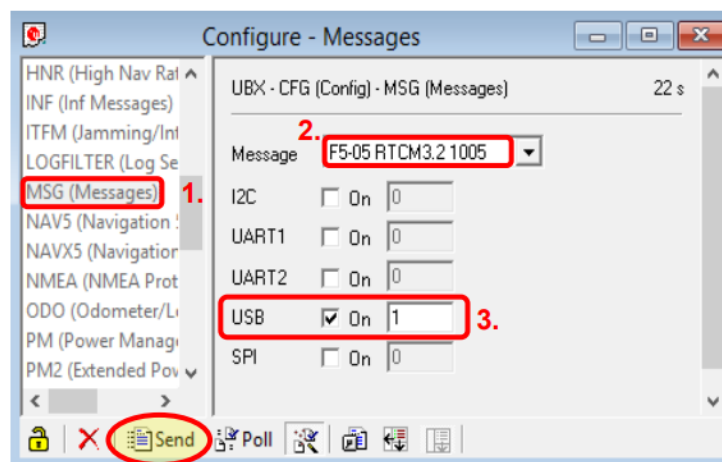 Configure - Messages
HNR (High Nav Rat
INF (Inf Messages)
ITFM (Jamming/Int
LOGFILTER (Log Se
MSG (Messages) 1.
NAV5 (Navigation
NAVX5 (Navigation
NMEA (NMEA Prot
ODO (Odometer/L
PM (Power Manag
PM2 (Extended Pov
UBX - CFG (Config) - MSG (Messages) 22 s
2.
Message F5-05 RTCM3.2 1005
I2C On 0
UART1 On 0
UART2 On 0
USB On 1 3.
SPI On 0
Send Poll